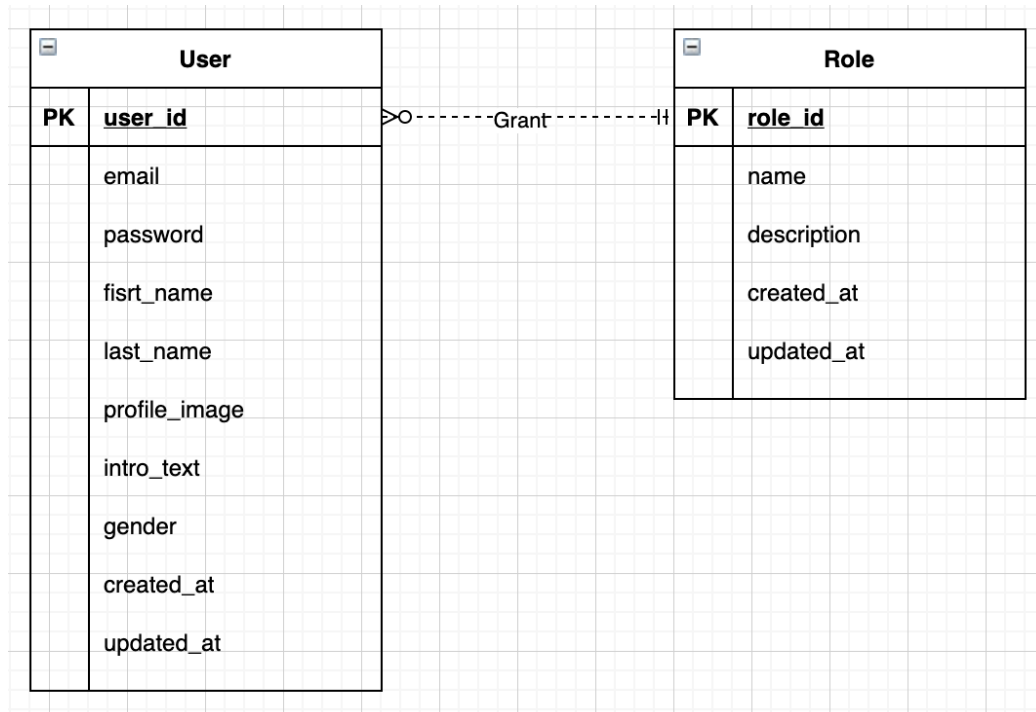 User
PK user_id
email
password
fisrt_name
last_name
profile_image
intro_text
gender
created_at
updated_at
Grant
Role
PK role_id
name
description
created_at
updated_at